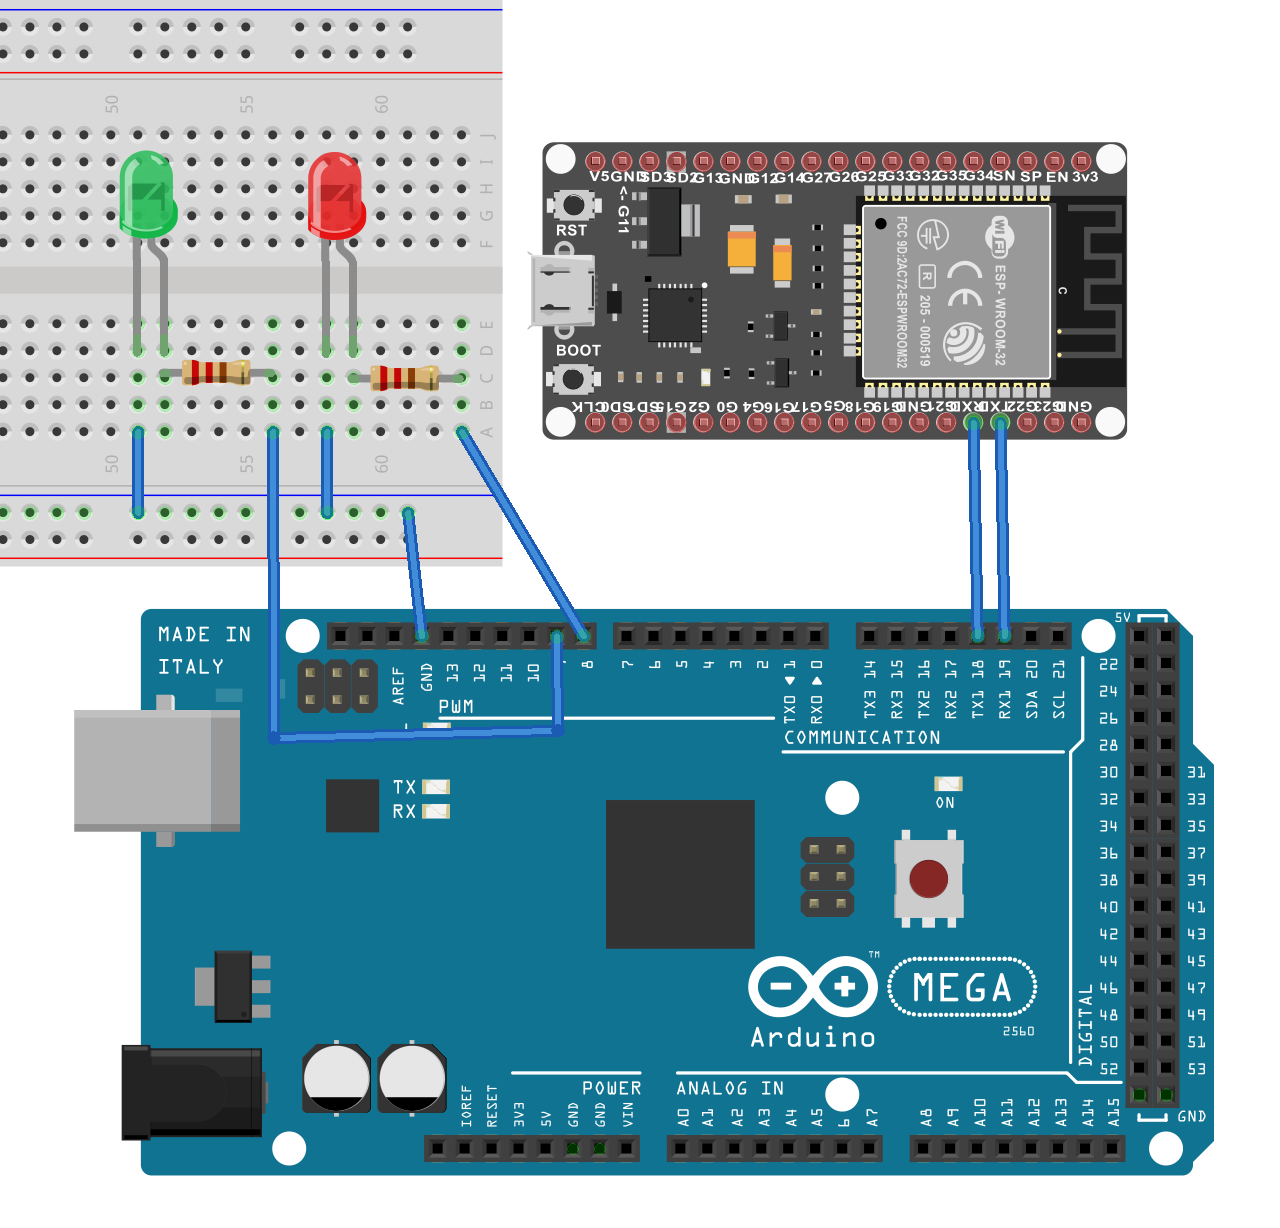 50 55 60
J
I
H
G
F
E
D
C
B
A
50 55 60
V5 GND SD3 SD2 G13 GND G12 G14 G27 G26 G25 G33 G32 G35 G34 SN SP EN 3v3
<- G11
RST
BOOT
FCC 9D:2AC72-ESPWROOM32
R
205 - 000519
CE
WiFi
ESP- WROOM-32
C
CLK SD0 SD1 G15 G2 G0 G4 G16 G17 G5 G18 G19 GND G21 RX0 TX0 G22 G23 GND GND
MADE IN
ITALY
AREF GND 13 12 11 10 8
7 6 5 4 3 2 1 0
TX0 RX0
PWM
TX3 14 RX3 15 TX2 16 RX2 17 TX1 18 RX1 19 SDA 20 SCL 21
COMMUNICATION
5V
22
24
26
28
30 31
32 33
34 35
36 37
38 39
40 41
42 43
44 45
46 47
48 49
50 51
52 53
GND
DIGITAL
TX
RX
ON
TM
Arduino
MEGA
2560
POWER
ANALOG IN
IOREF RESET 3V3 5V GND GND VIN
A0 A1 A2 A3 A4 A5 6 A7
A8 A9 A10 A11 A12 A13 A14 A15